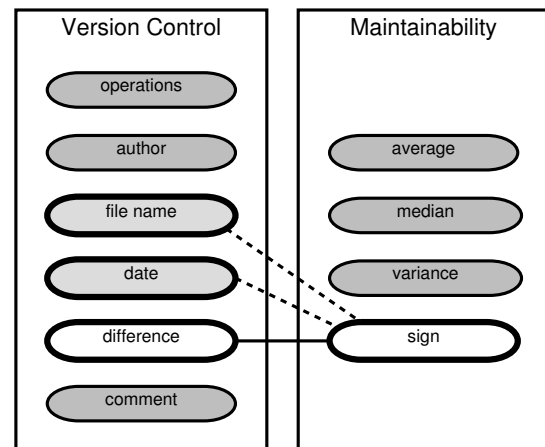 Version Control
operations
author
file name
date
difference
comment
Maintainability
average
median
variance
sign